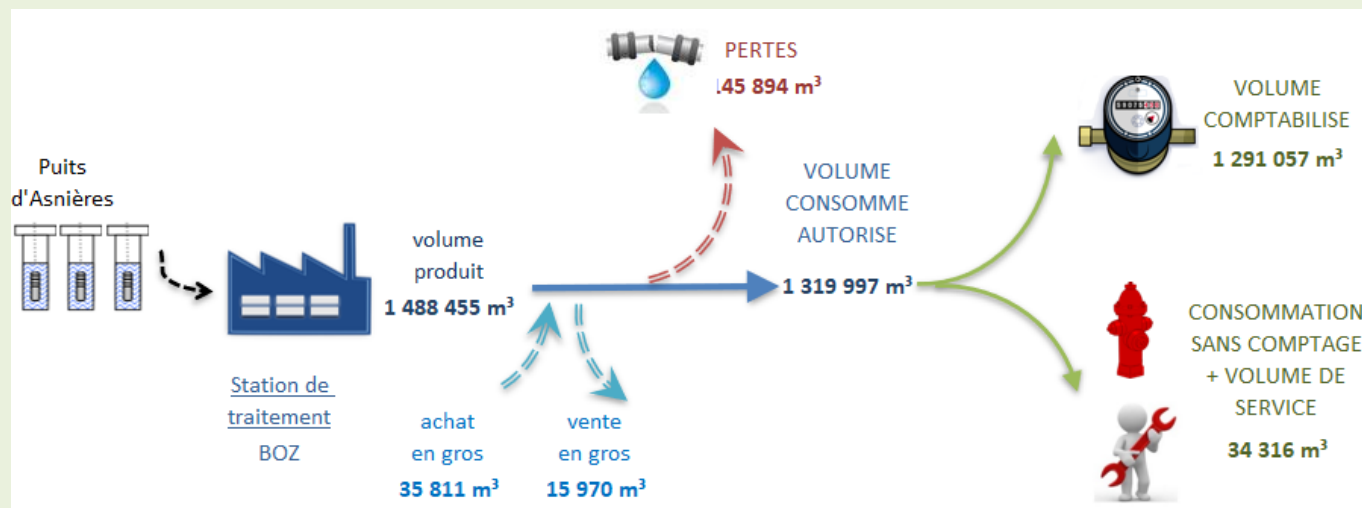 Puits
d'Asnières
Station de
traitement
BOZ
volume
produit
1 488 455 m³
achat
en gros
35 811 m³
vente
en gros
15 970 m³
PERTES
145 894 m³
VOLUME
CONSOMME
AUTORISE
1 319 997 m³
VOLUME
COMPTABILISE
1 291 057 m³
CONSOMMATION
SANS COMPTAGE
+ VOLUME DE
SERVICE
34 316 m³